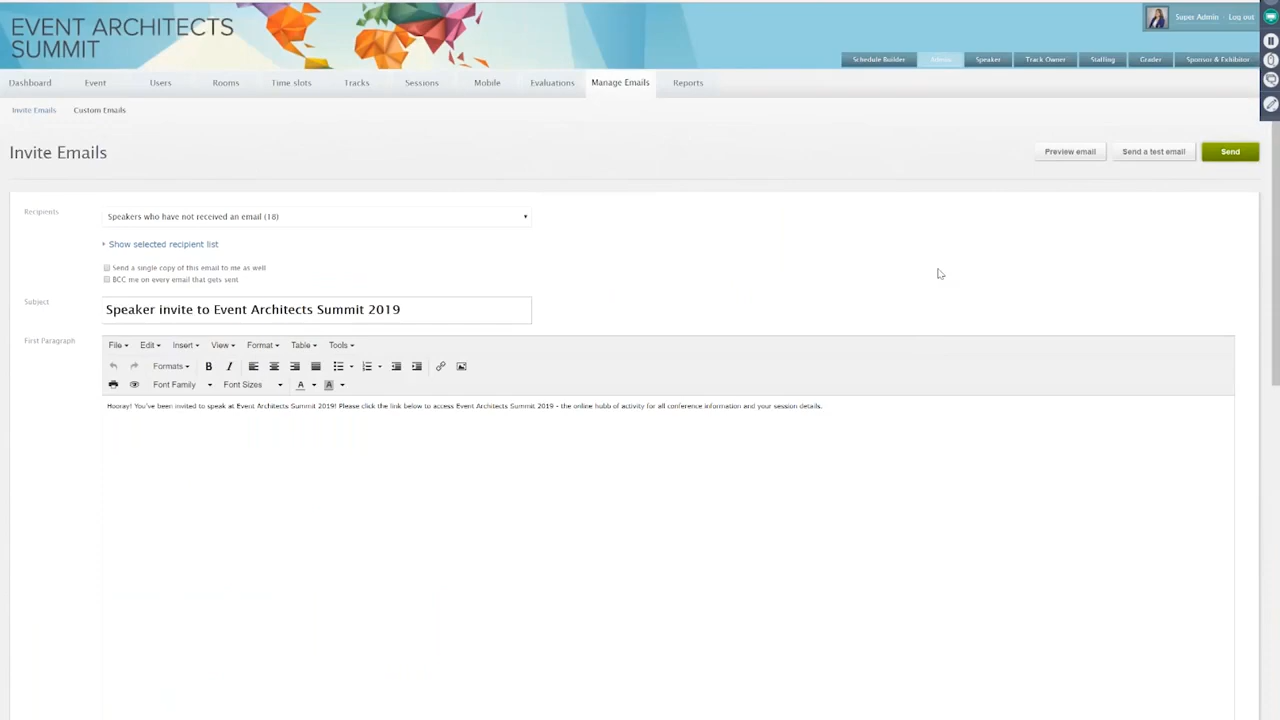 EVENT ARCHITECTS
SUMMIT
Super Admin - Log out
Schedule Builder Admin Speaker Track Owner Staffing Grader Sponsor & Exhibitor
Dashboard Event Users Rooms Time slots Tracks Sessions Mobile Evaluations Manage Emails Reports
Invite Emails Custom Emails
Invite Emails
Preview email Send a test email Send
Recipients
Speakers who have not received an email (18)
Show selected recipient list
Send a single copy of this email to me as well
BCC me on every email that gets sent
Subject
Speaker invite to Event Architects Summit 2019
First Paragraph
File Edit Insert View Format Table Tools
Formats B I
Font Family Font Sizes A A
Hooray! You've been invited to speak at Event Architects Summit 2019! Please click the link below to access Event Architects Summit 2019 - the online hubb of activity for all conference information and your session details.